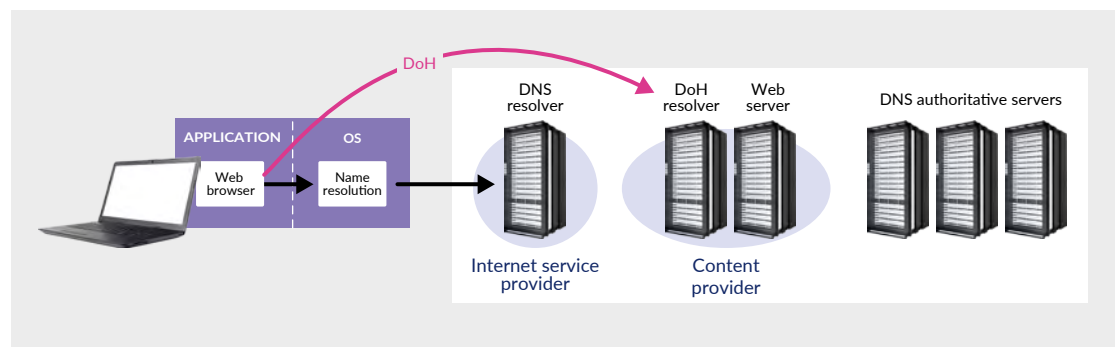 DoH
DNS
resolver
DoH
resolver
Web
server
DNS authoritative servers
APPLICATION
OS
Web
browser
Name
resolution
Internet service
provider
Content
provider